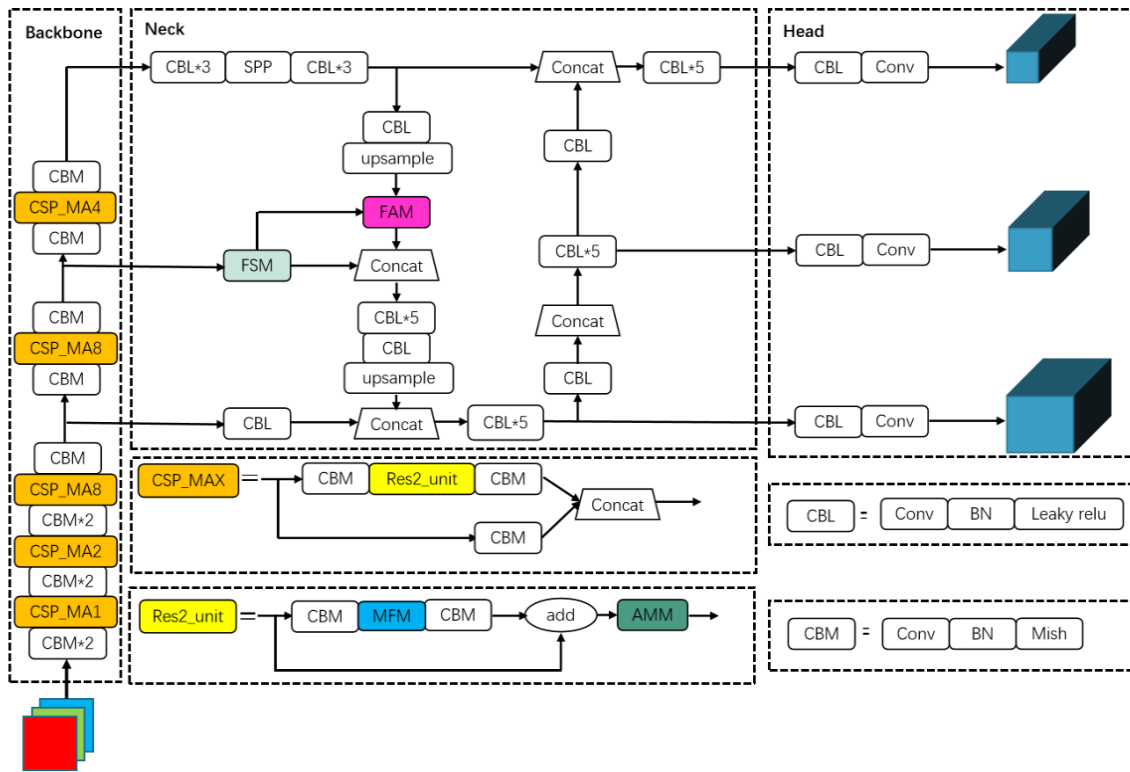 Backbone
CBM
CSP_MA4
CBM
CBM
CSP_MA8
CBM
CBM
CSP_MA8
CBM*2
CSP_MA2
CBM*2
CSP_MA1
CBM*2
Neck
CBL*3 SPP CBL*3
CBL
upsample
FAM
FSM
Concat
CBL*5
CBL
upsample
CBL
Concat
CBL*5
Concat
CBL*5
CBL
CBL*5
Concat
CBL
Head
CBL Conv
CBL Conv
CBL Conv
CSP_MAX = CBM Res2_unit CBM
CBM
Concat
Res2_unit = CBM MFM CBM add AMM
CBL = Conv BN Leaky relu
CBM = Conv BN Mish